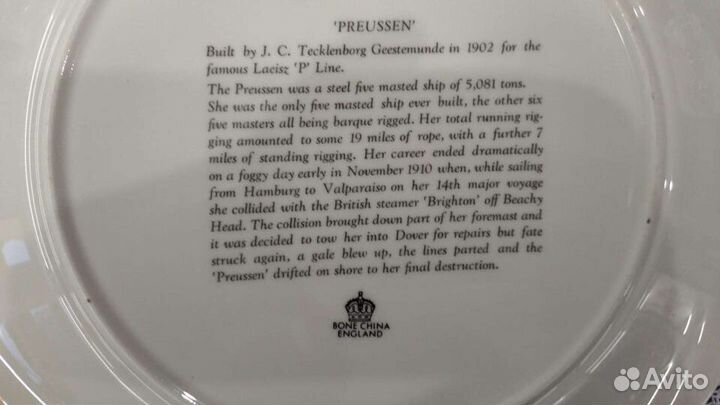 'PREUSSEN'
Built by J. C. Tecklenborg Geestemunde in 1902 for the
famous Laeisz 'P' Line.
The Preussen was a steel five masted ship of 5,081 tons.
She was the only five masted ship ever built, the other six
five masters all being barque rigged. Her total running rig-
ging amounted to some 19 miles of rope, with a further 7
miles of standing rigging. Her career ended dramatically
on a foggy day early in November 1910 when, while sailing
from Hamburg to Valparaiso on her 14th major voyage
she collided with the British steamer 'Brighton' off Beachy
Head. The collision brought down part of her foremast and
it was decided to tow her into Dover for repairs but fate
struck again, a gale blew up, the lines parted and the
'Preussen' drifted on shore to her final destruction.
BONE CHINA
ENGLAND
Avito